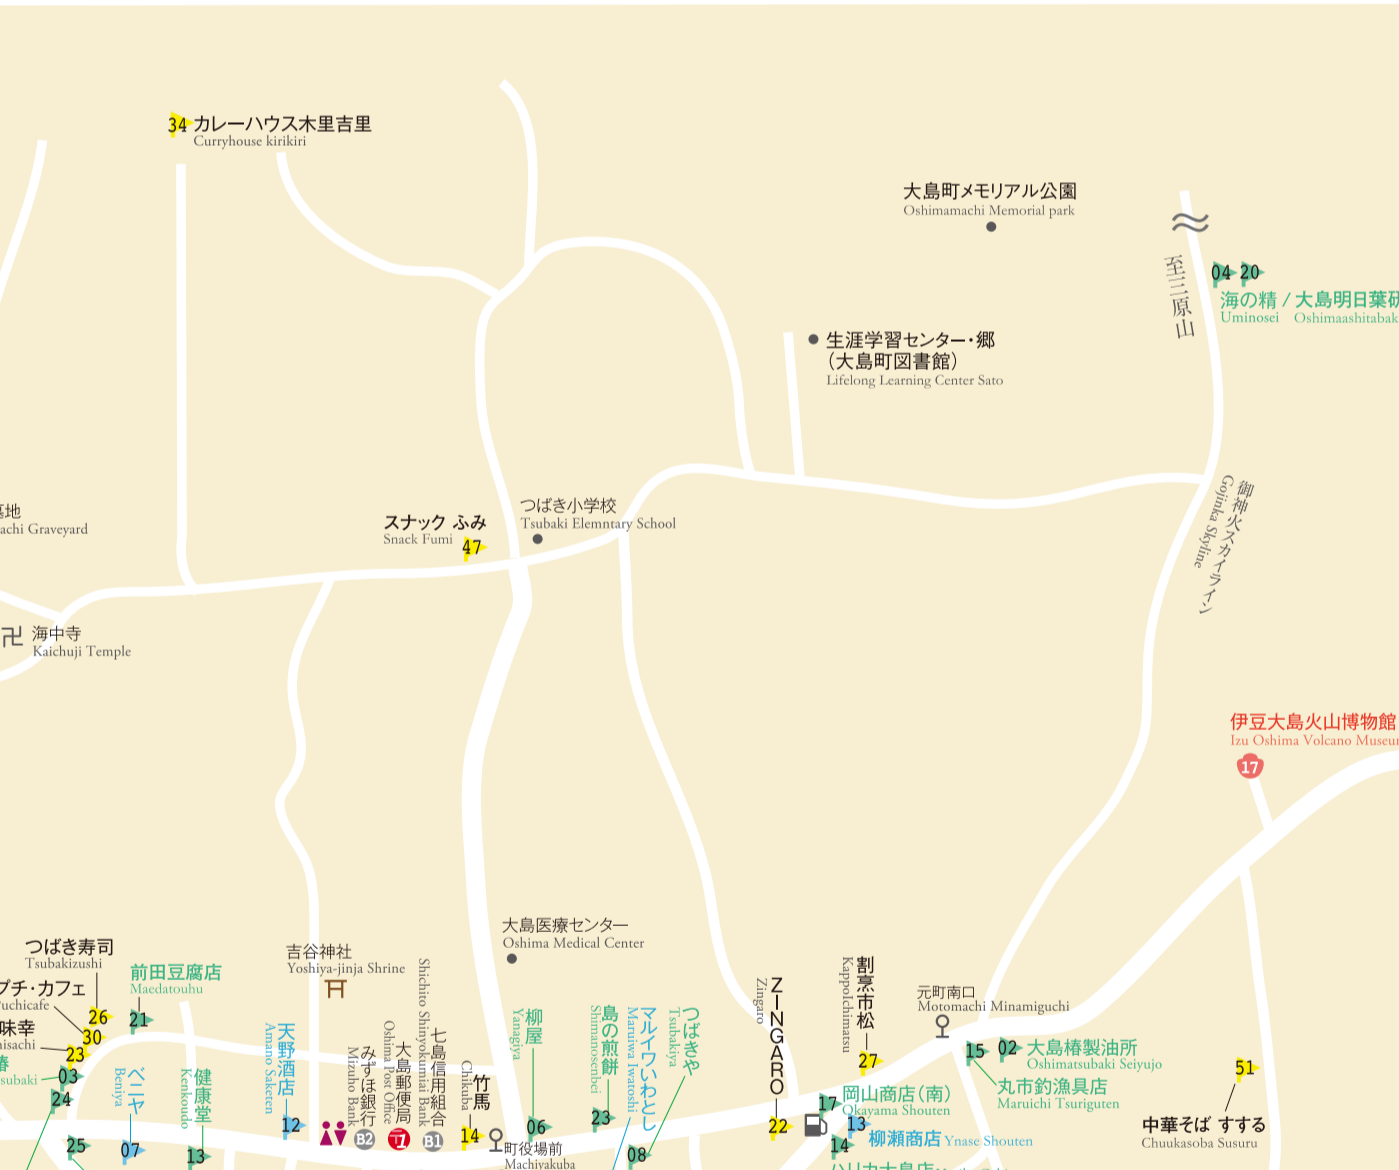 34
カレーハウス木里吉里
Curryhouse kirikiri
大島町メモリアル公園
Oshimamachi Memorial park
至三原山
04 20
海の精 / 大島明日葉研
Uminosei Oshimaashitabak
生涯学習センター・郷
（大島町図書館）
Lifelong Learning Center Sato
御神火スカイライン
Gojinka Skyline
墓地
achi Graveyard
スナック ふみ
Snaek Fumi
47
つばき小学校
Tsubaki Elemntary School
卍 海中寺
Kaichuji Temple
伊豆大島火山博物館
Izu Oshima Volcano Museum
17
大島医療センター
Oshima Medical Center
つばき寿司
Tsubakizushi
プチ・カフェ
uchicafe
味幸
isachi
椿
subaki
26
30
23
03
24
25
前田豆腐店
Maedatouhu
21
ベニヤ
Beniya
07
健康堂
Kenkoudo
13
吉谷神社
Yoshiya-jinja Shrine
天野酒店
Amano Saketen
12
みずほ銀行
Mizuho Bank
B2
大島郵便局
Oshima Post Office
〒1
七島信用組合
Shichito Shinyokumiai Bank
B1
竹馬
Chikuba
14
町役場前
Machiyakuba
柳屋
Yanagiya
06
島の煎餅
Shimanosenbei
23
マルイワいわとし
Maruiwa Iwatoshi
つばきや
Tsubakiya
08
ZINGARO
Zingaro
22
割烹市松
KappoIchimatsu
27
元町南口
Motomachi Minamiguchi
15
02
大島椿製油所
Oshimatsubaki Seiyujo
丸市釣漁具店
Maruichi Tsuriguten
17
岡山商店（南）
Okayama Shouten
13
柳瀬商店 Ynase Shouten
14
51
中華そば すする
Chuukasoba Susuru